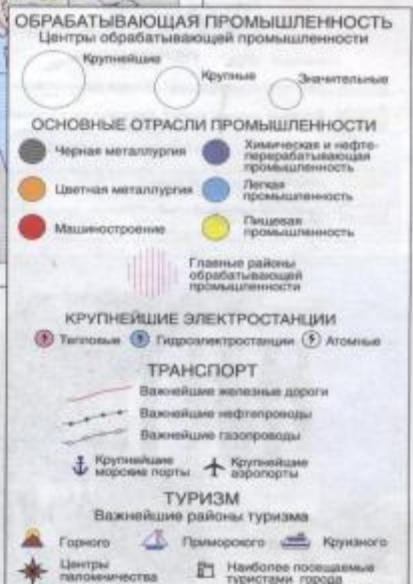 ОБРАБАТЫВАЮЩАЯ ПРОМЫШЛЕННОСТЬ
Центры обрабатывающей промышленности
Крупнейшие
Крупные
Значительные
ОСНОВНЫЕ ОТРАСЛИ ПРОМЫШЛЕННОСТИ
Черная металлургия
Химическая и нефте-
перерабатывающая
промышленность
Цветная металлургия
Легкая
промышленность
Машиностроение
Пищевая
промышленность
Главные районы
обрабатывающей
промышленности
КРУПНЕЙШИЕ ЭЛЕКТРОСТАНЦИИ
Тепловые
Гидроэлектростанции
Атомные
ТРАНСПОРТ
Важнейшие железные дороги
Важнейшие нефтепроводы
Важнейшие газопроводы
Крупнейшие
морские порты
Крупнейшие
аэропорты
ТУРИЗМ
Важнейшие районы туризма
Горного
Приморского
Круизного
Центры
паломничества
Наиболее посещаемые
туристами города